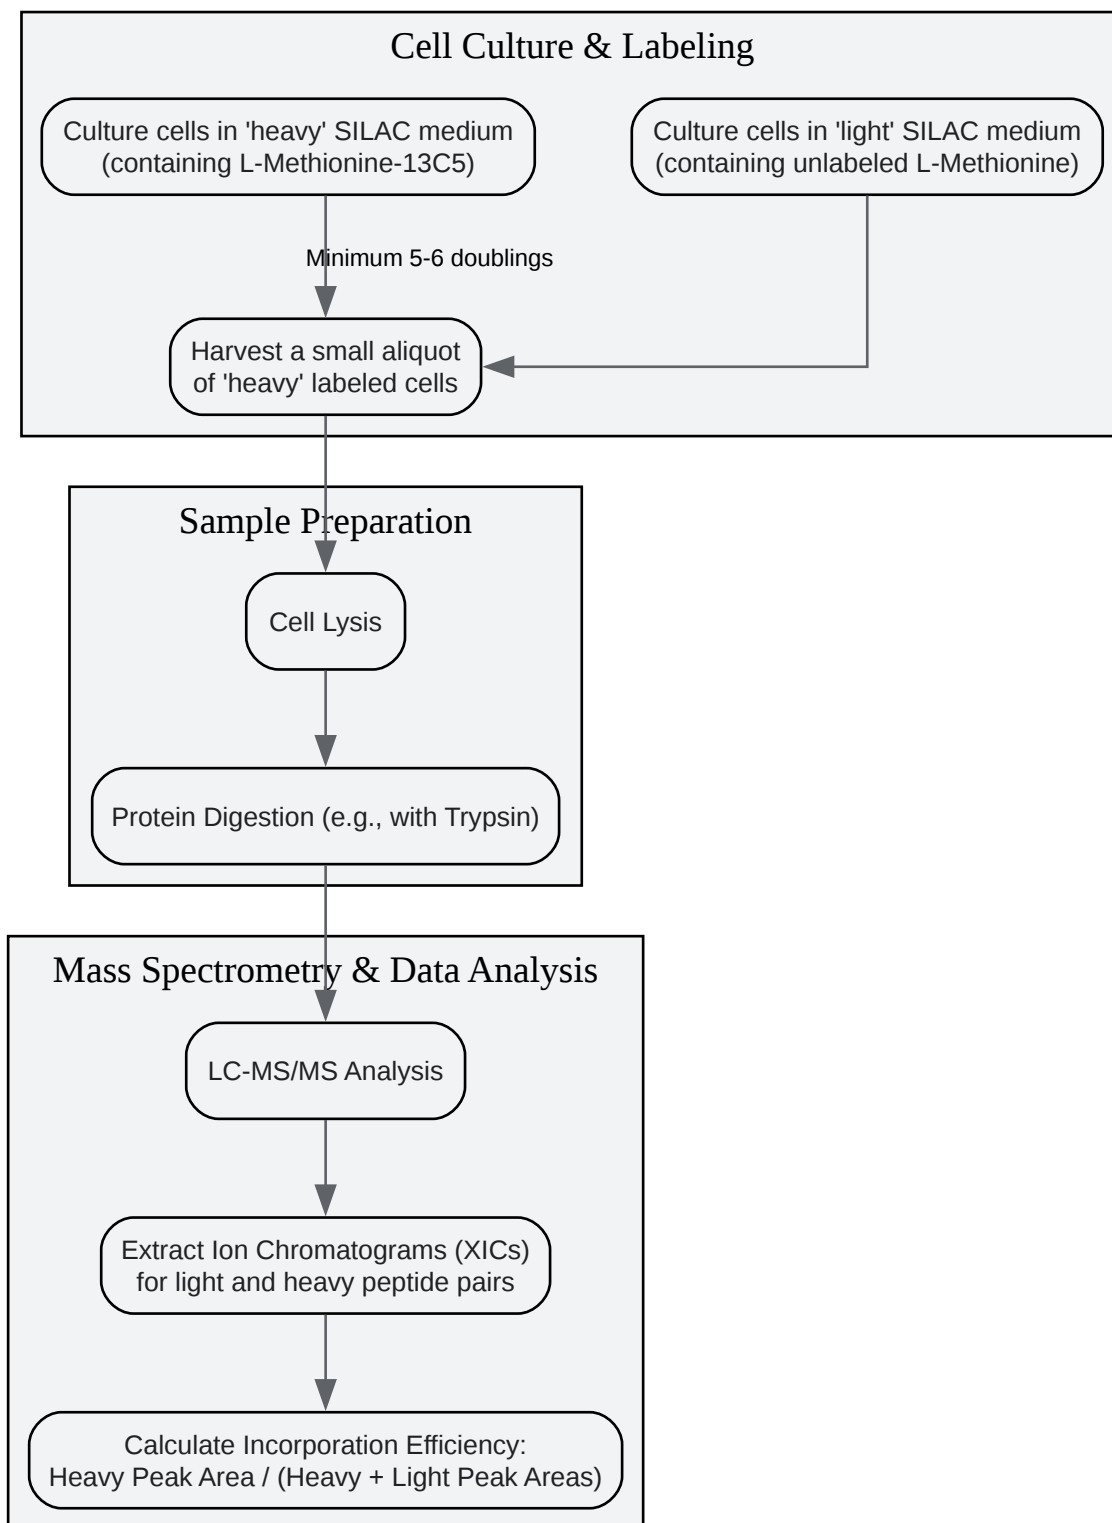 Cell Culture & Labeling
Culture cells in 'heavy' SILAC medium
(containing L-Methionine-13C5)
Culture cells in 'light' SILAC medium
(containing unlabeled L-Methionine)
Minimum 5-6 doublings
Harvest a small aliquot
of 'heavy' labeled cells
Sample Preparation
Cell Lysis
Protein Digestion (e.g., with Trypsin)
Mass Spectrometry & Data Analysis
LC-MS/MS Analysis
Extract Ion Chromatograms (XICs)
for light and heavy peptide pairs
Calculate Incorporation Efficiency:
Heavy Peak Area / (Heavy + Light Peak Areas)